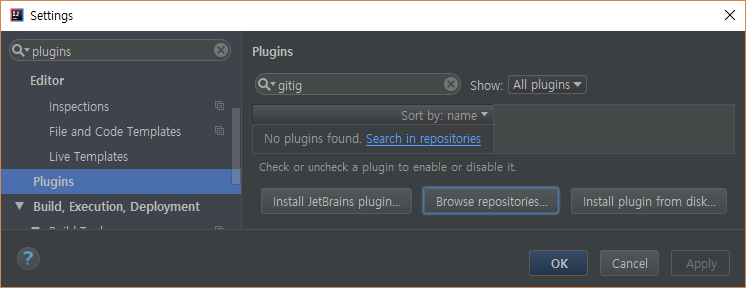 Settings
plugins
Editor
Inspections
File and Code Templates
Live Templates
Plugins
Build, Execution, Deployment
Plugins
gitig
Show: All plugins
Sort by: name
No plugins found. Search in repositories
Check or uncheck a plugin to enable or disable it.
Install JetBrains plugin... Browse repositories... Install plugin from disk...
? OK Cancel Apply